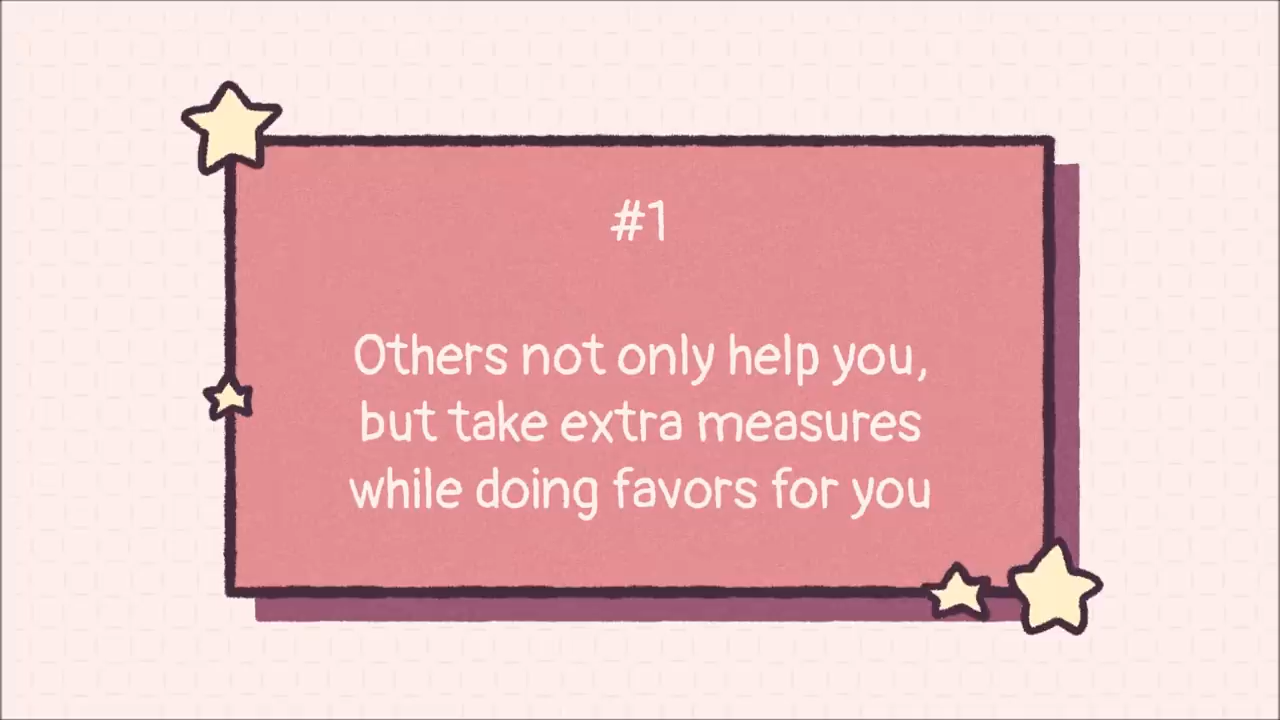 #1
Others not only help you,
but take extra measures
while doing favors for you